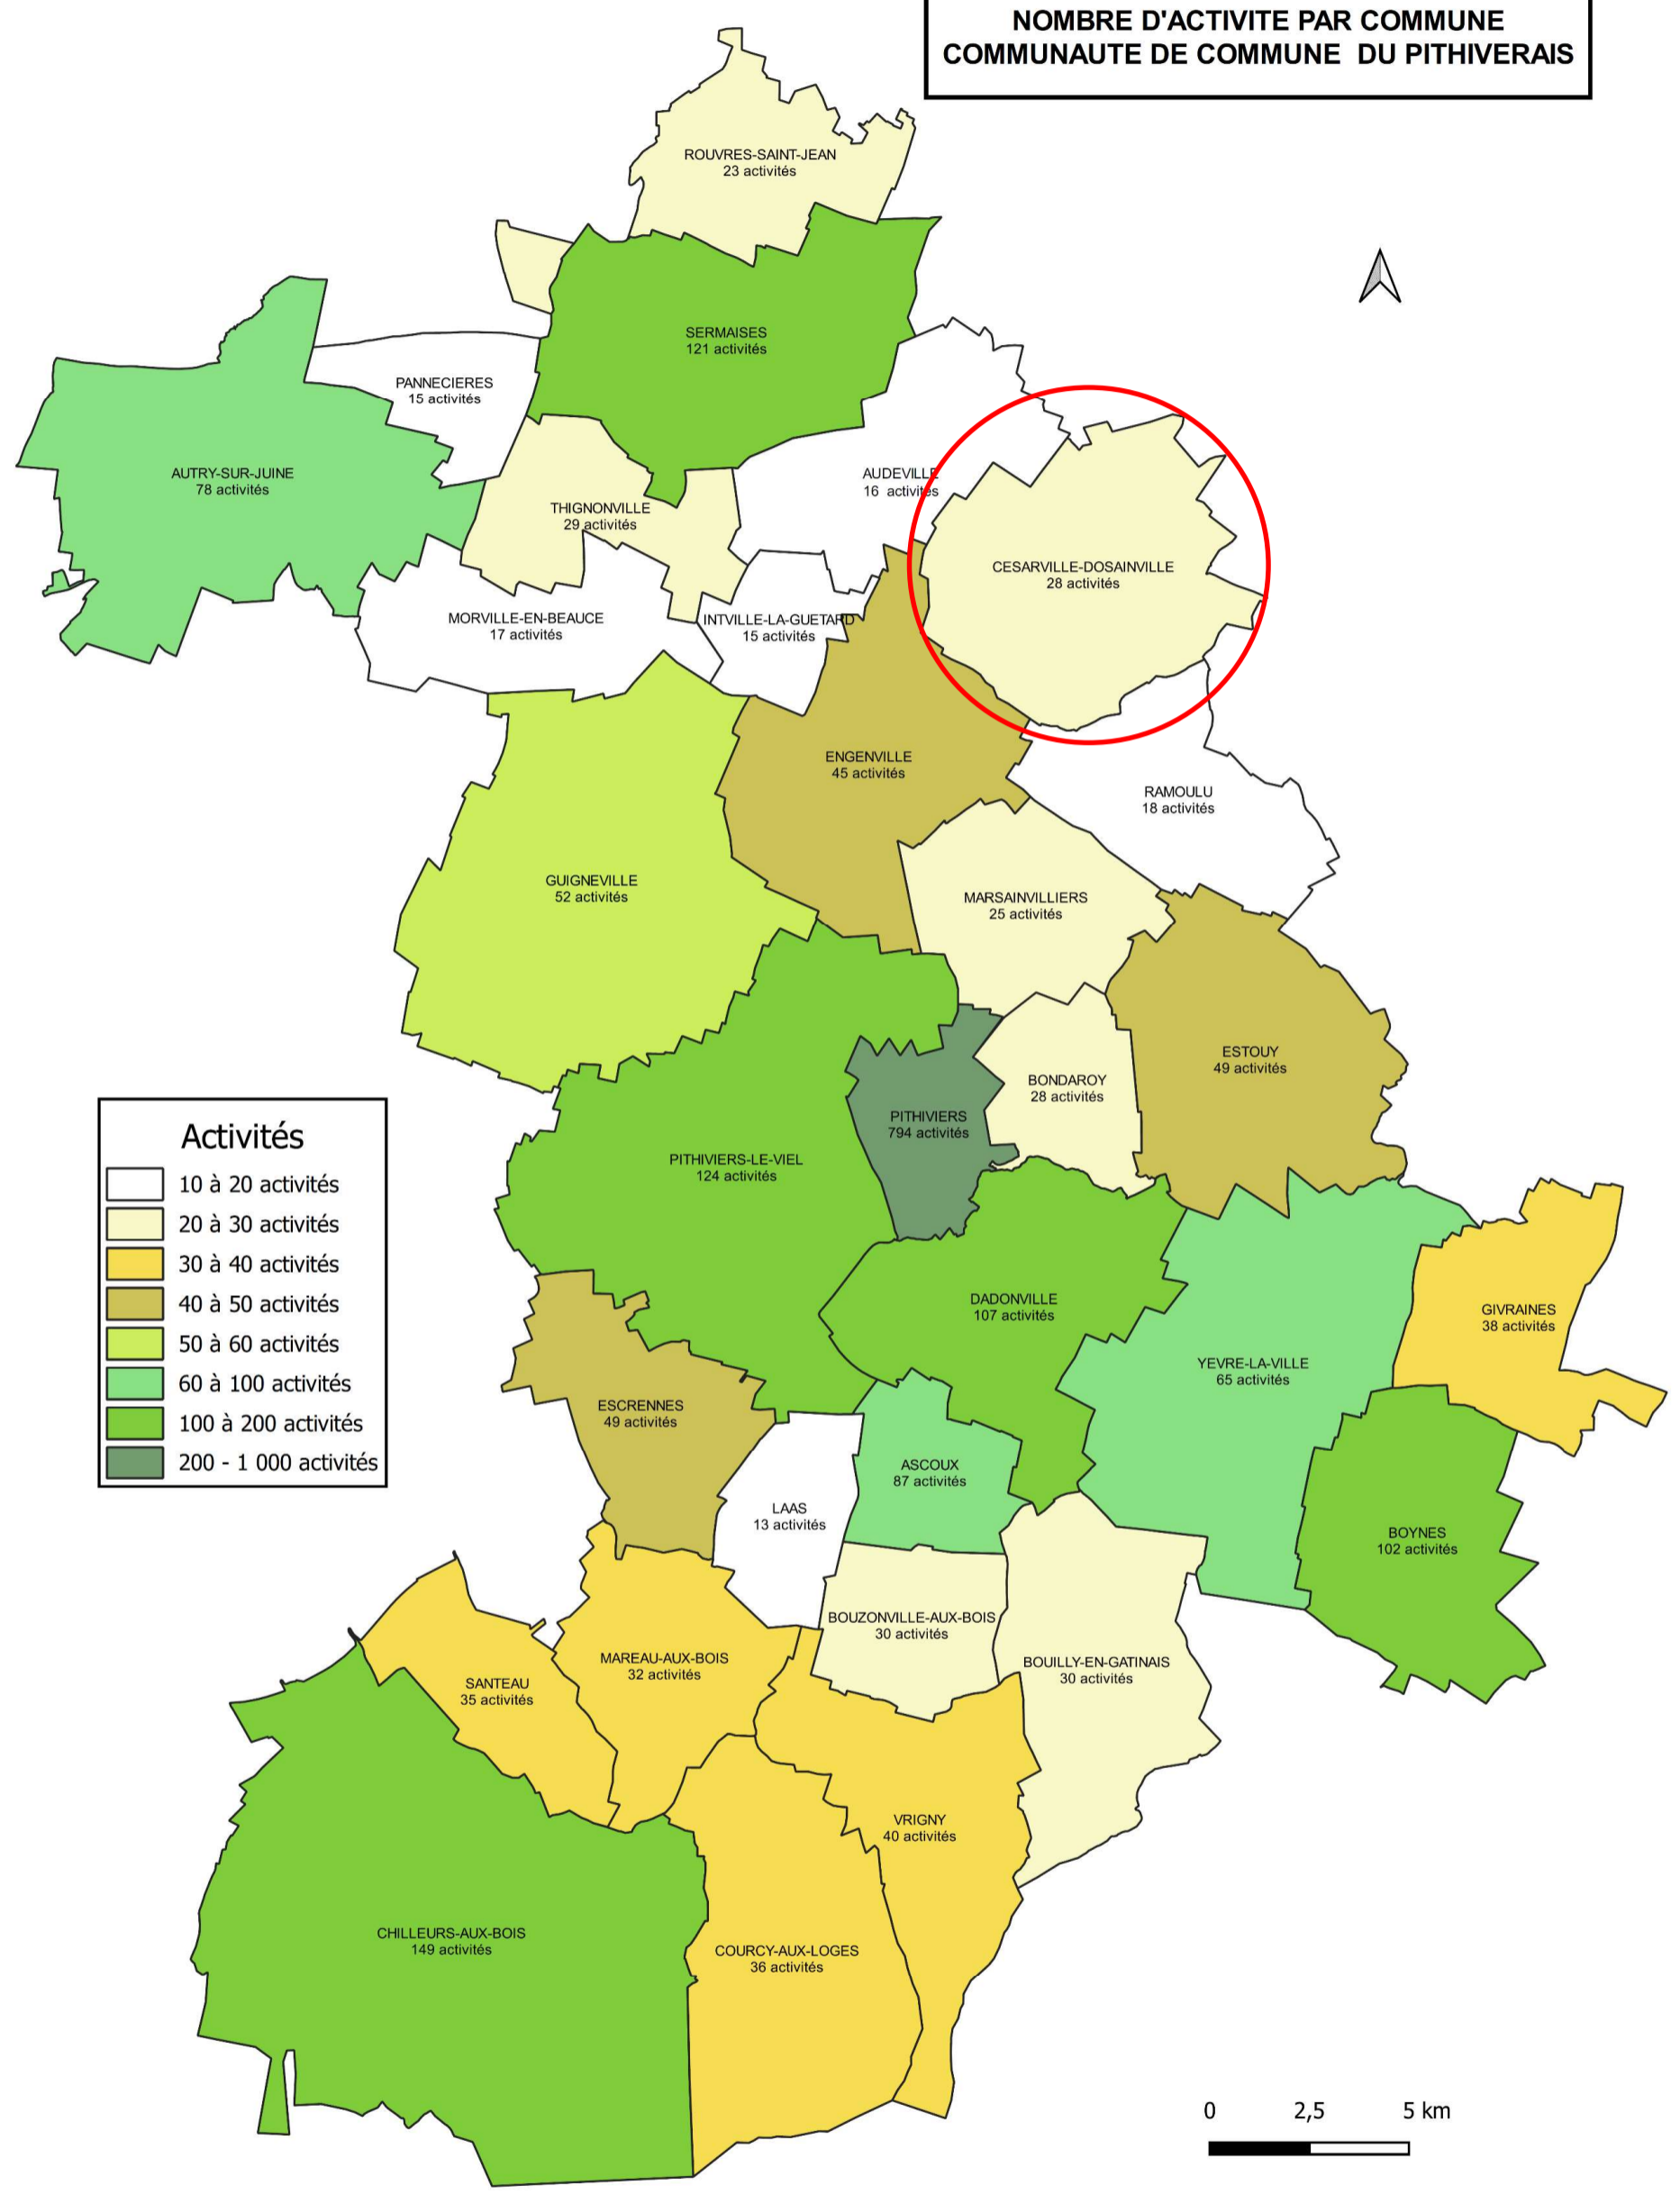 NOMBRE D'ACTIVITE PAR COMMUNE
COMMUNAUTE DE COMMUNE DU PITHIVERAIS
ROUVRES-SAINT-JEAN
23 activités
SERMAISES
121 activités
PANNECIERES
15 activités
AUTRY-SUR-JUINE
78 activités
AUDEVILLE
16 activités
THIGNONVILLE
29 activités
CESARVILLE-DOSAINVILLE
28 activités
MORVILLE-EN-BEAUCE
17 activités
INTVILLE-LA-GUETARD
15 activités
ENGENVILLE
45 activités
RAMOULU
18 activités
GUIGNEVILLE
52 activités
MARSAINVILLIERS
25 activités
ESTOUY
49 activités
BONDAROY
28 activités
PITHIVIERS
794 activités
PITHIVIERS-LE-VIEL
124 activités
Activités
10 à 20 activités
20 à 30 activités
30 à 40 activités
40 à 50 activités
50 à 60 activités
60 à 100 activités
100 à 200 activités
200 - 1 000 activités
DADONVILLE
107 activités
GIVRAINES
38 activités
YEVRE-LA-VILLE
65 activités
ESCRENNES
49 activités
ASCOUX
87 activités
LAAS
13 activités
BOYNES
102 activités
BOUZONVILLE-AUX-BOIS
30 activités
MAREAU-AUX-BOIS
32 activités
BOUILLY-EN-GATINAIS
30 activités
SANTEAU
35 activités
VRIGNY
40 activités
CHILLEURS-AUX-BOIS
149 activités
COURCY-AUX-LOGES
36 activités
0 2,5 5 km